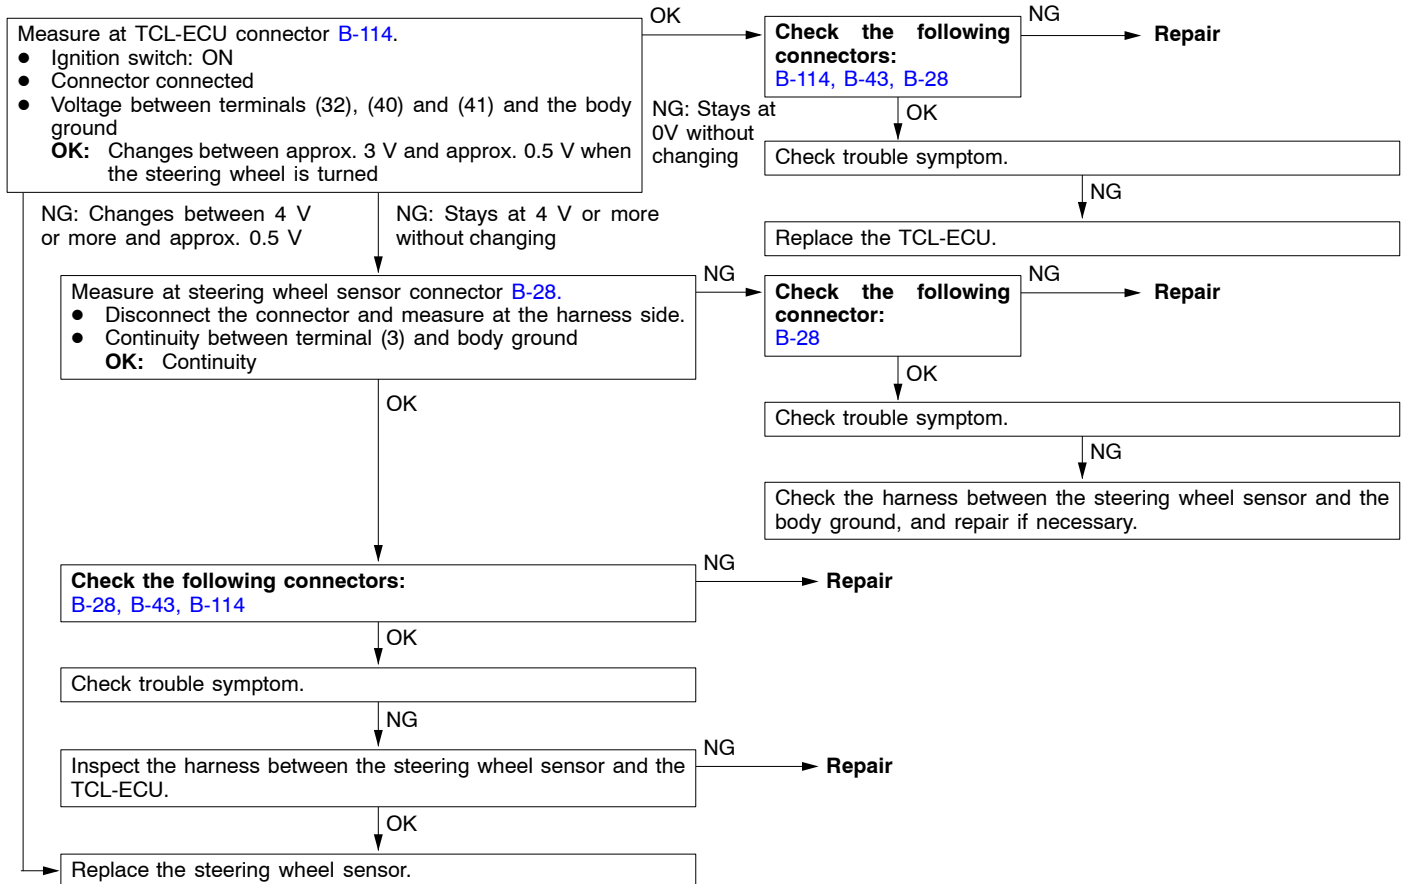 Measure at TCL-ECU connector B-114.
● Ignition switch: ON
● Connector connected
● Voltage between terminals (32), (40) and (41) and the body
ground
OK: Changes between approx. 3 V and approx. 0.5 V when
the steering wheel is turned
OK
Check the following
connectors:
B-114, B-43, B-28
NG
Repair
NG: Stays at
0V without
changing
OK
Check trouble symptom.
NG
Replace the TCL-ECU.
NG: Changes between 4 V
or more and approx. 0.5 V
NG: Stays at 4 V or more
without changing
Measure at steering wheel sensor connector B-28.
● Disconnect the connector and measure at the harness side.
● Continuity between terminal (3) and body ground
OK: Continuity
NG
Check the following
connector:
B-28
NG
Repair
OK
Check trouble symptom.
NG
Check the harness between the steering wheel sensor and the
body ground, and repair if necessary.
OK
Check the following connectors:
B-28, B-43, B-114
NG
Repair
OK
Check trouble symptom.
NG
Inspect the harness between the steering wheel sensor and the
TCL-ECU.
NG
Repair
OK
Replace the steering wheel sensor.